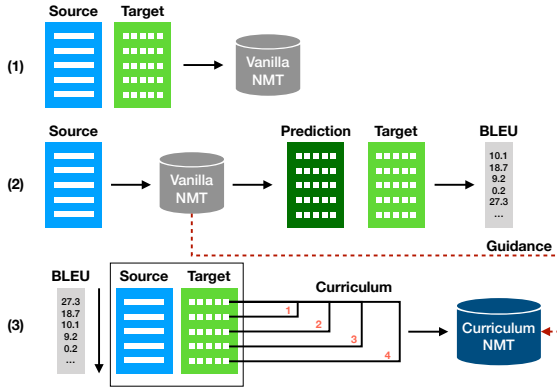 Source Target
(1)
Vanilla
NMT
Source
Prediction Target BLEU
(2)
Vanilla
NMT
10.1
18.7
9.2
0.2
27.3
...
Guidance
BLEU
Source Target
Curriculum
(3)
27.3
18.7
10.1
9.2
0.2
...
1
2
3
4
Curriculum
NMT